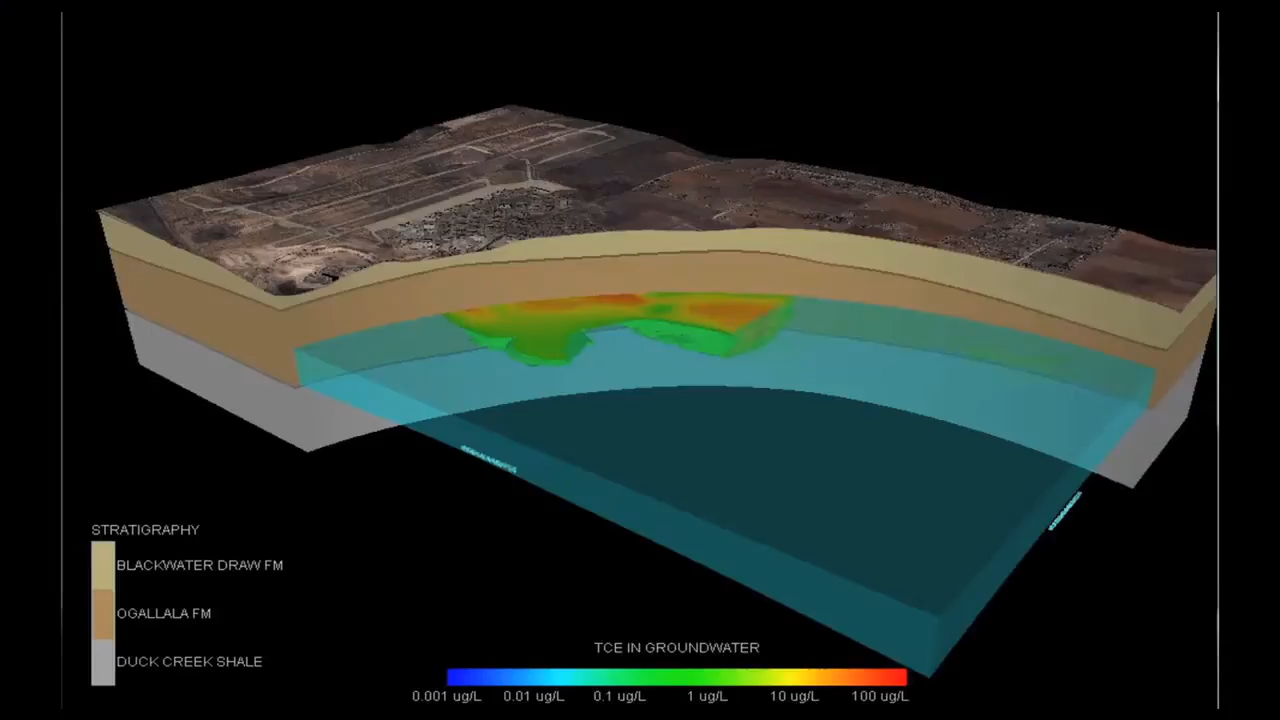 STRATIGRAPHY
BLACKWATER DRAW FM
OGALLALA FM
DUCK CREEK SHALE
TCE IN GROUNDWATER
0.001 ug/L 0.01 ug/L 0.1 ug/L 1 ug/L 10 ug/L 100 ug/L